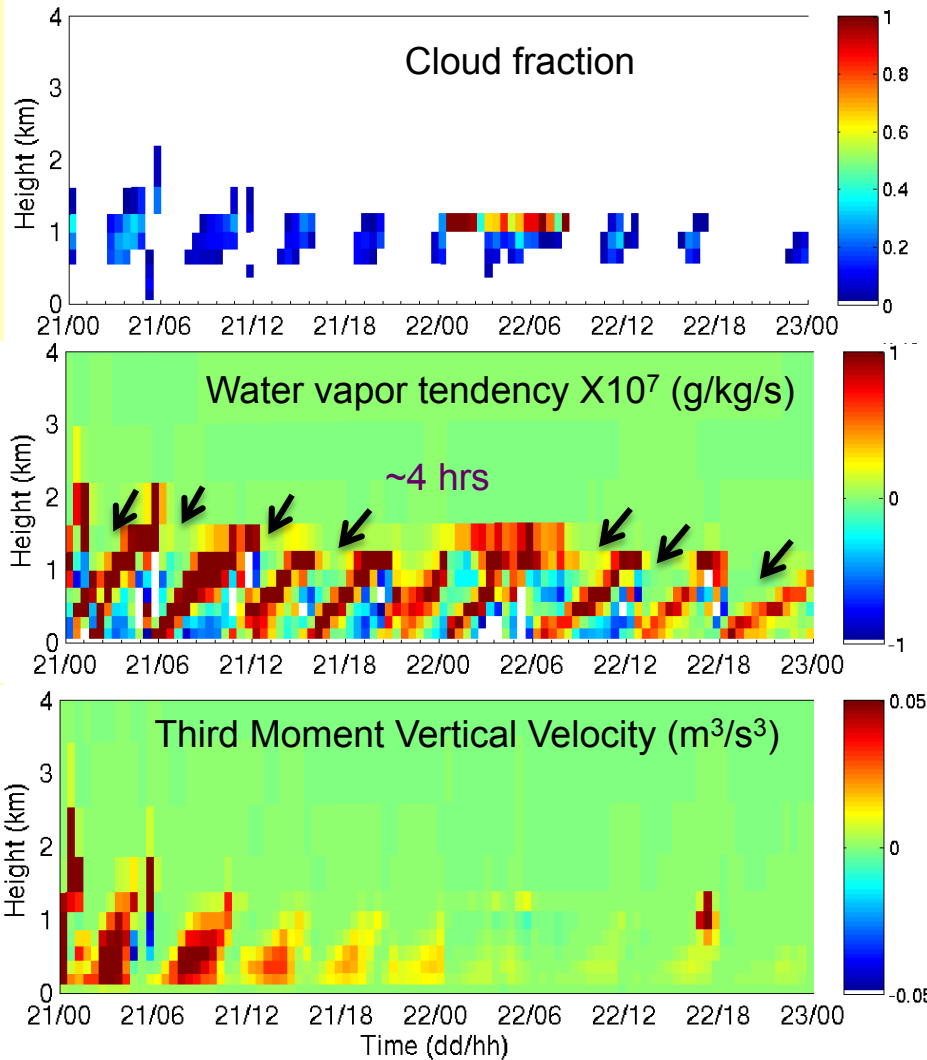 Cloud fraction
Height (km)
4
3
2
1
0
21/00 21/06 21/12 21/18 22/00 22/06 22/12 22/18 23/00
1
0.8
0.6
0.4
0.2
0
Water vapor tendency X10⁷ (g/kg/s)
~4 hrs
Height (km)
4
3
2
1
0
21/00 21/06 21/12 21/18 22/00 22/06 22/12 22/18 23/00
1
0
-1
Third Moment Vertical Velocity (m³/s³)
Height (km)
4
3
2
1
0
21/00 21/06 21/12 21/18 22/00 22/06 22/12 22/18 23/00
Time (dd/hh)
0.05
0
-0.05